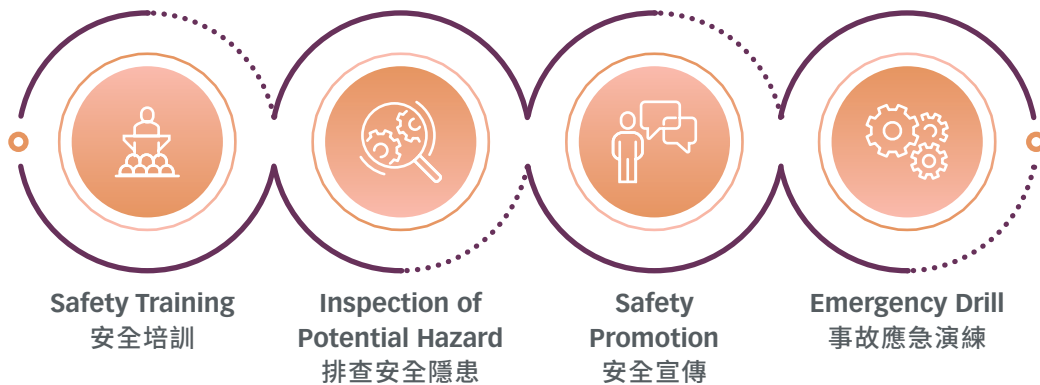 Safety Training
安全培訓
Inspection of
Potential Hazard
排查安全隱患
Safety
Promotion
安全宣傳
Emergency Drill
事故應急演練